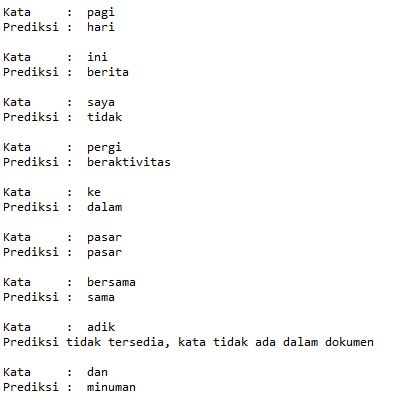 Kata     :  pagi
Prediksi :  hari

Kata     :  ini
Prediksi :  berita

Kata     :  saya
Prediksi :  tidak

Kata     :  pergi
Prediksi :  beraktivitas

Kata     :  ke
Prediksi :  dalam

Kata     :  pasar
Prediksi :  pasar

Kata     :  bersama
Prediksi :  sama

Kata     :  adik
Prediksi tidak tersedia, kata tidak ada dalam dokumen

Kata     :  dan
Prediksi :  minuman